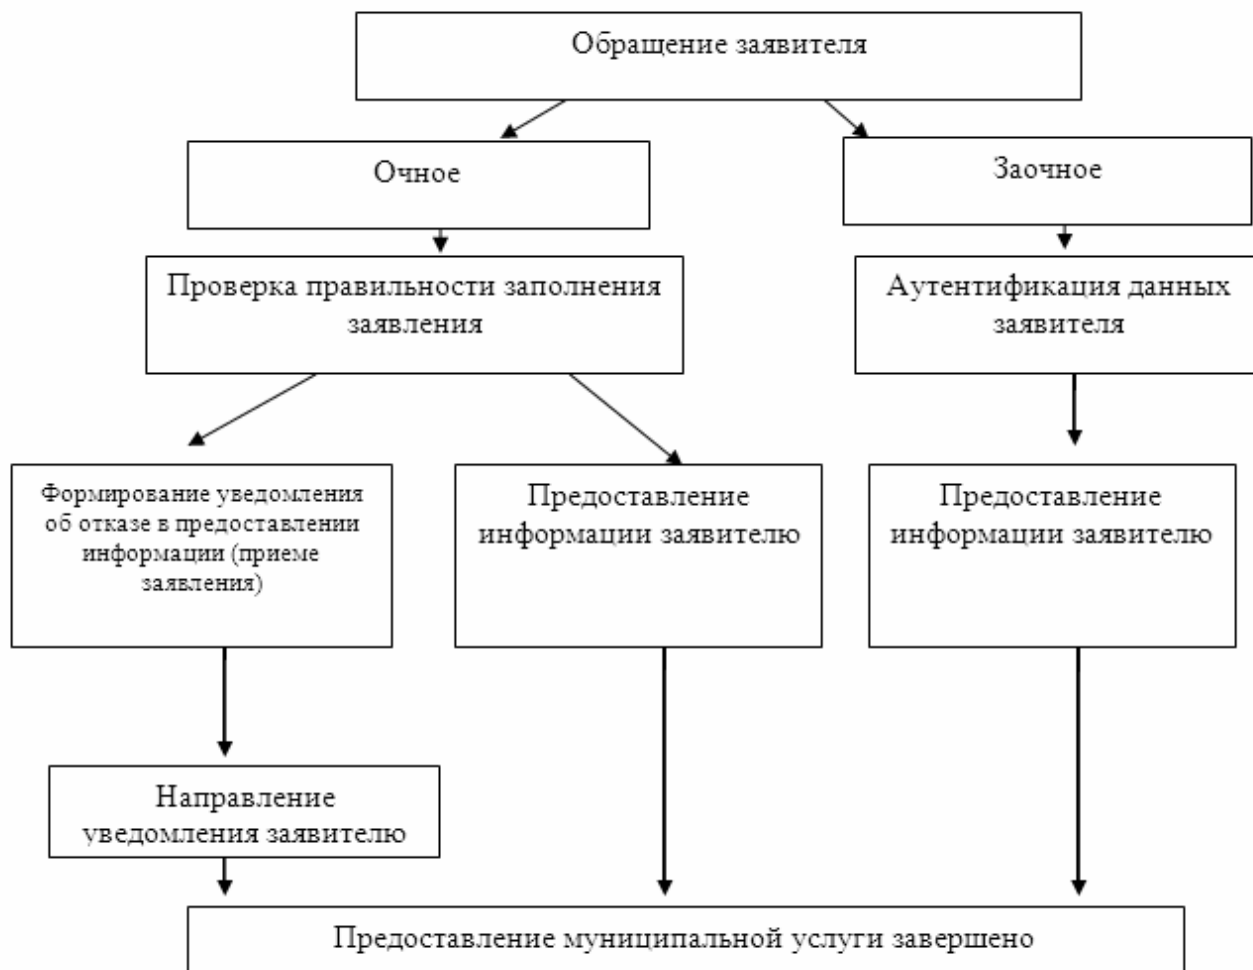 Обращение заявителя
Очное
Заочное
Проверка правильности заполнения
заявления
Аутентификация данных
заявителя
Формирование уведомления
об отказе в предоставлении
информации (приеме
заявления)
Предоставление
информации заявителю
Предоставление
информации заявителю
Направление
уведомления заявителю
Предоставление муниципальной услуги завершено